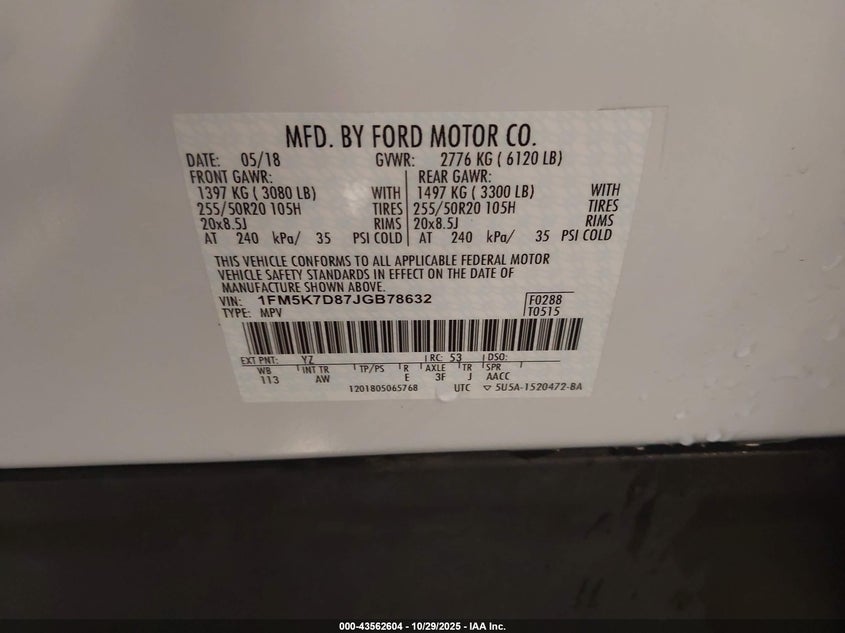 MFD. BY FORD MOTOR CO.
DATE: 05/18 GVWR: 2776 KG ( 6120 LB)
FRONT GAWR: REAR GAWR:
1397 KG ( 3080 LB) WITH 1497 KG ( 3300 LB) WITH
255/50R20 105H TIRES 255/50R20 105H TIRES
20x8.5J RIMS 20x8.5J RIMS
AT 240 kPa/ 35 PSI COLD AT 240 kPa/ 35 PSI COLD
THIS VEHICLE CONFORMS TO ALL APPLICABLE FEDERAL MOTOR
VEHICLE SAFETY STANDARDS IN EFFECT ON THE DATE OF
MANUFACTURE SHOWN ABOVE.
VIN: 1FM5K7D87JGB78632 F0288
TYPE: MPV T0515
EXT PNT: YZ RC: 53 DSO:
WB INT TR TP/PS R AXLE TR SPR
113 AW E 3F J AACC
1201805065768 UTC ▽ 5U5A-1520472-BA
000-43562604 - 10/29/2025 - IAA Inc.